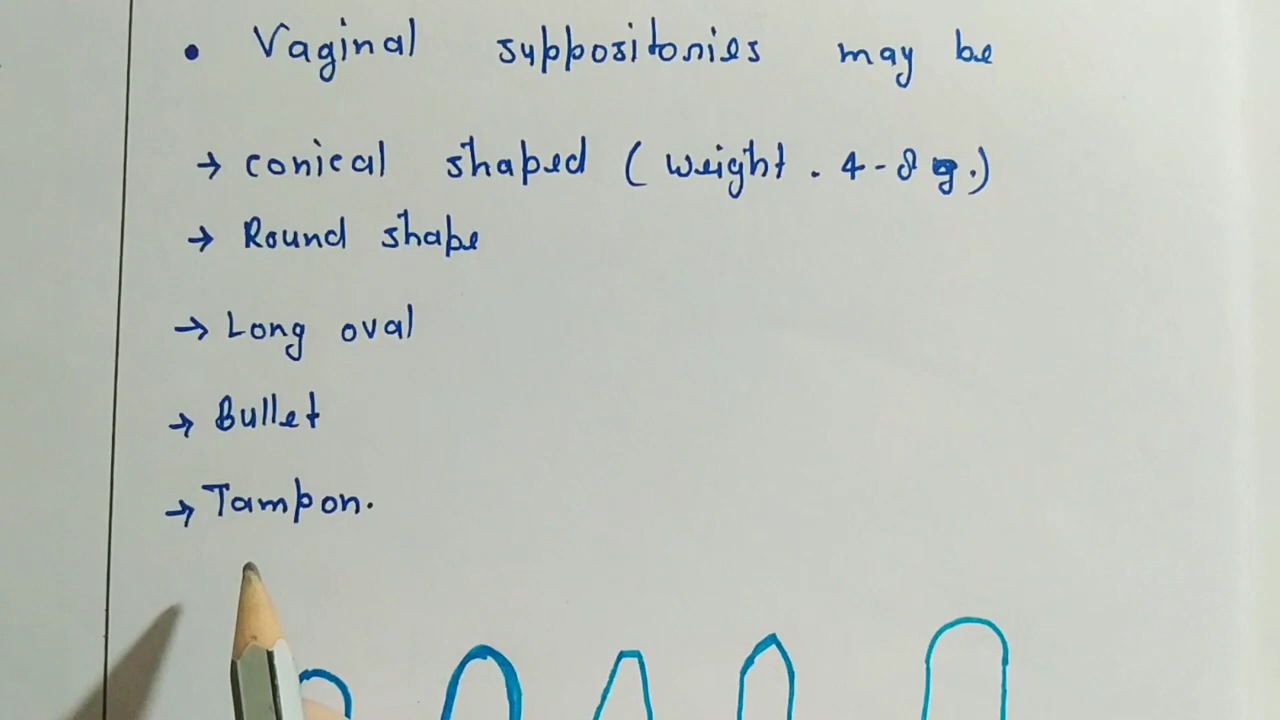 • Vaginal suppositories may be
→ conical shaped (weight. 4-8 g.)
→ Round shape
→ Long oval
→ Bullet
→ Tampon.